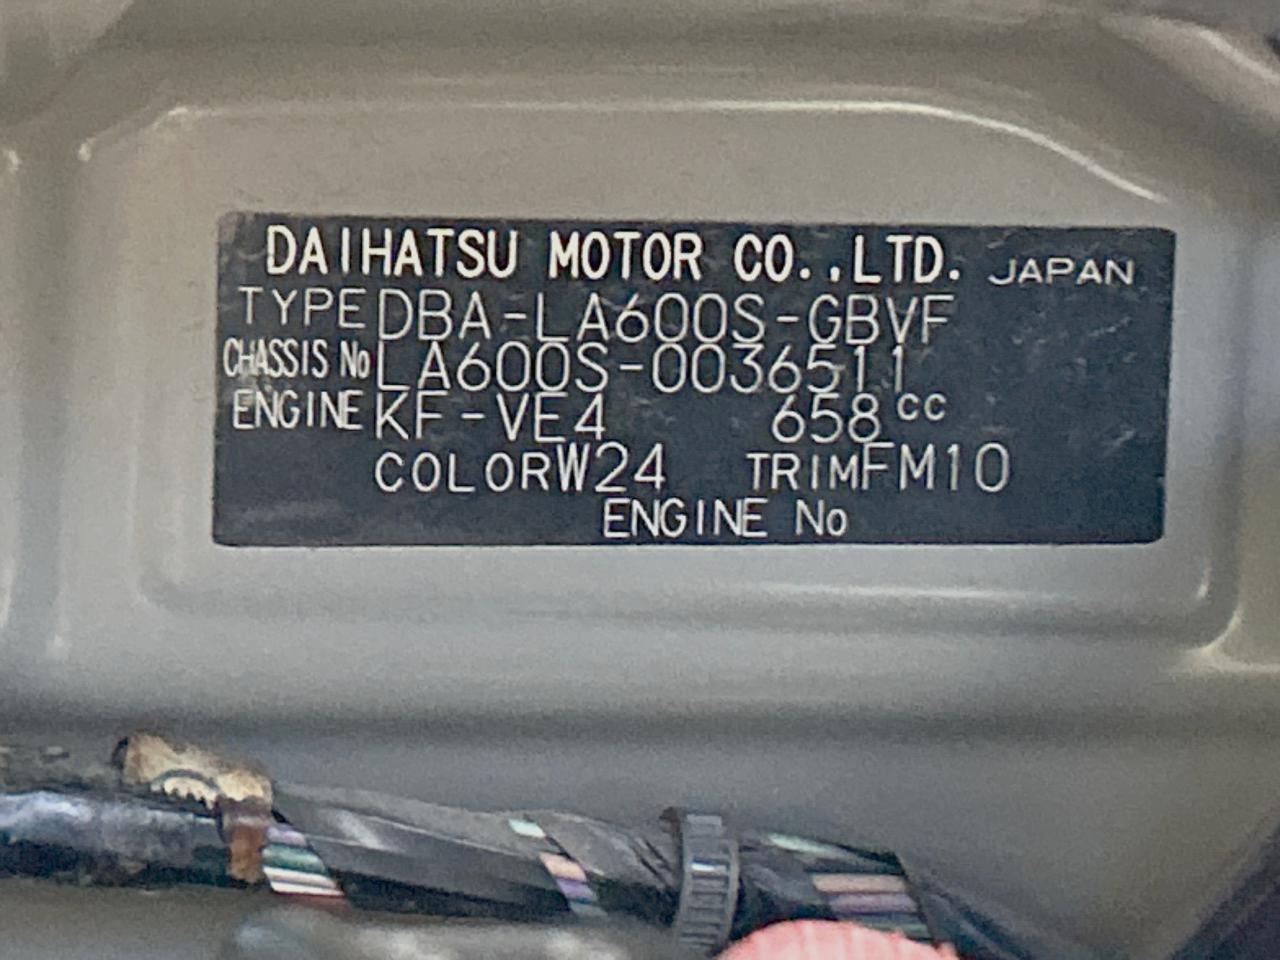 DAIHATSU MOTOR CO.,LTD. JAPAN
TYPE DBA-LA600S-GBVF
CHASSIS No LA600S-0036511
ENGINE KF-VE4 658cc
COLOR W24 TRIM FM10
ENGINE No